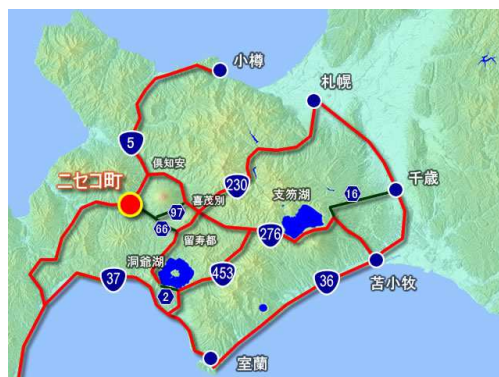 小樽
札幌
5
倶知安
ニセコ町
喜茂別
230
支笏湖
16
千歳
97
66
留寿都
276
洞爺湖
453
37
2
36
苫小牧
室蘭